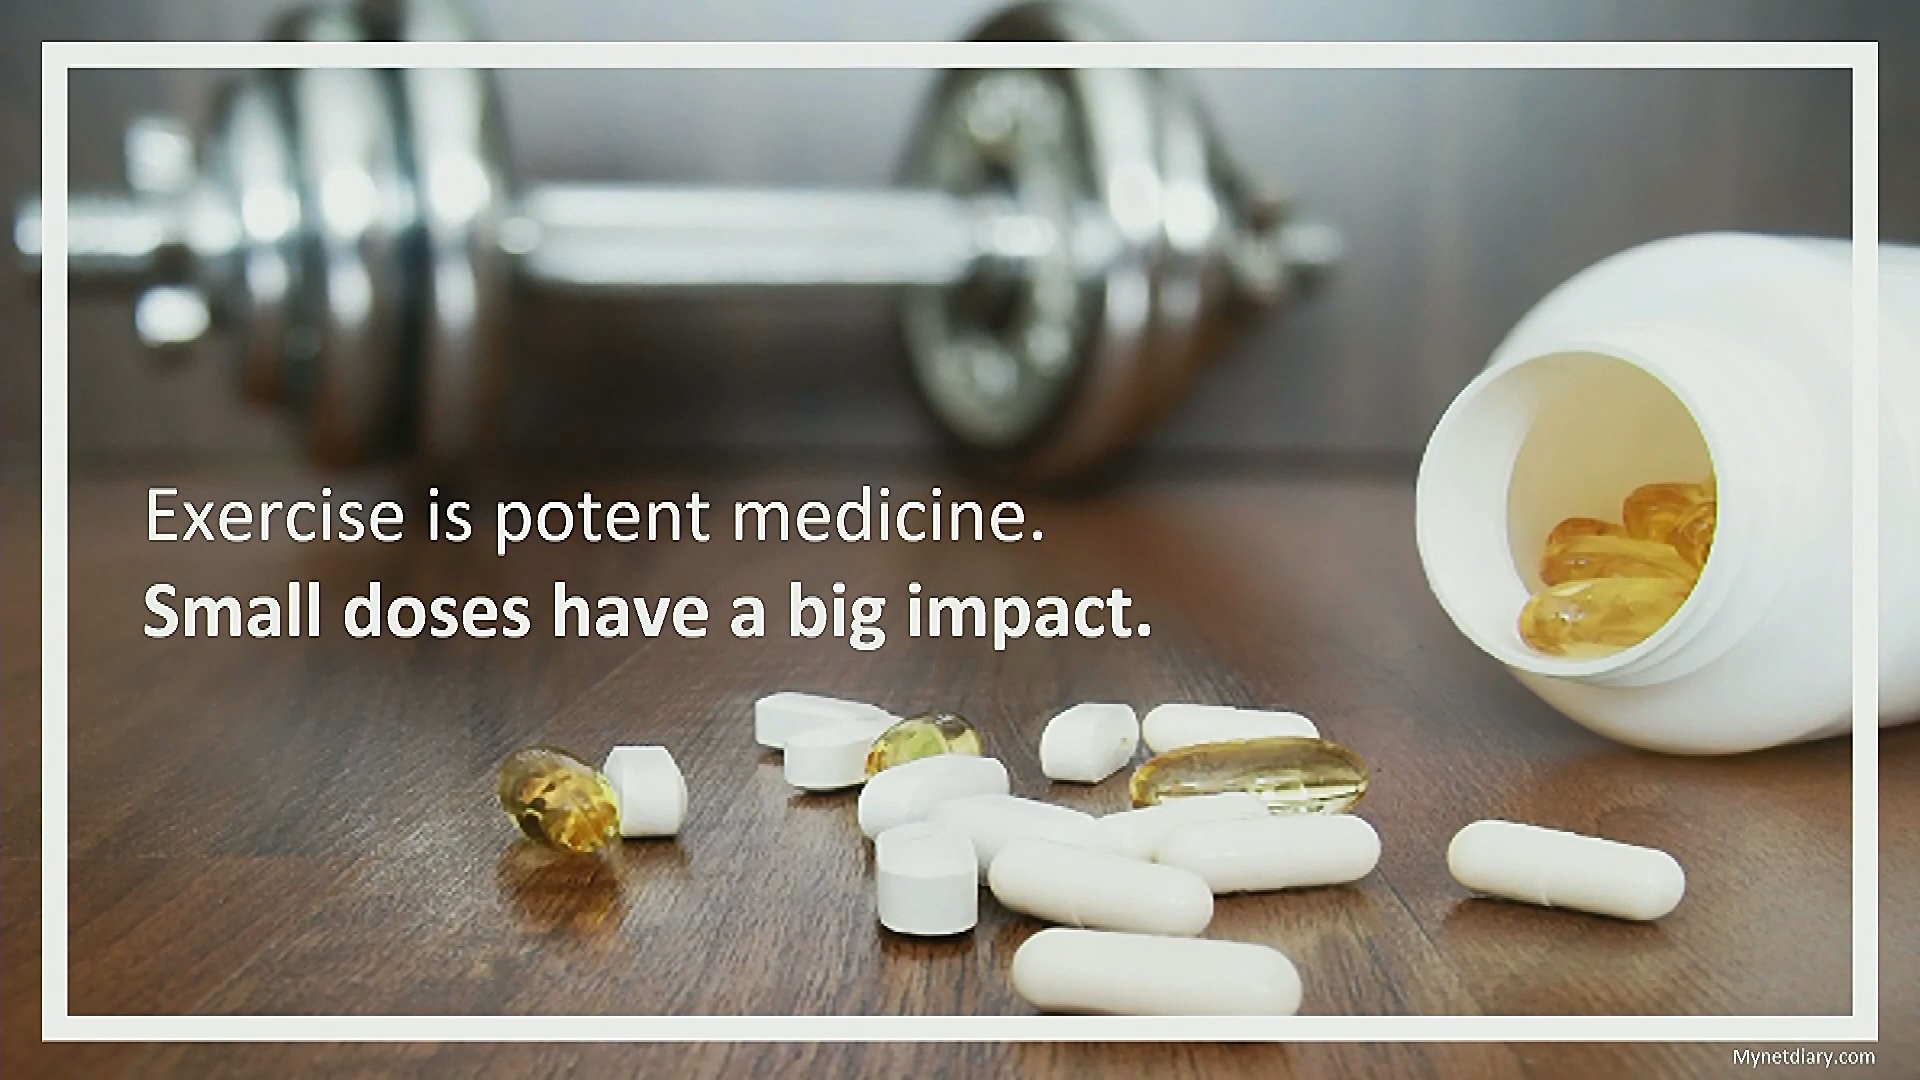 Exercise is potent medicine.
Small doses have a big impact.
Mynetdiary.com